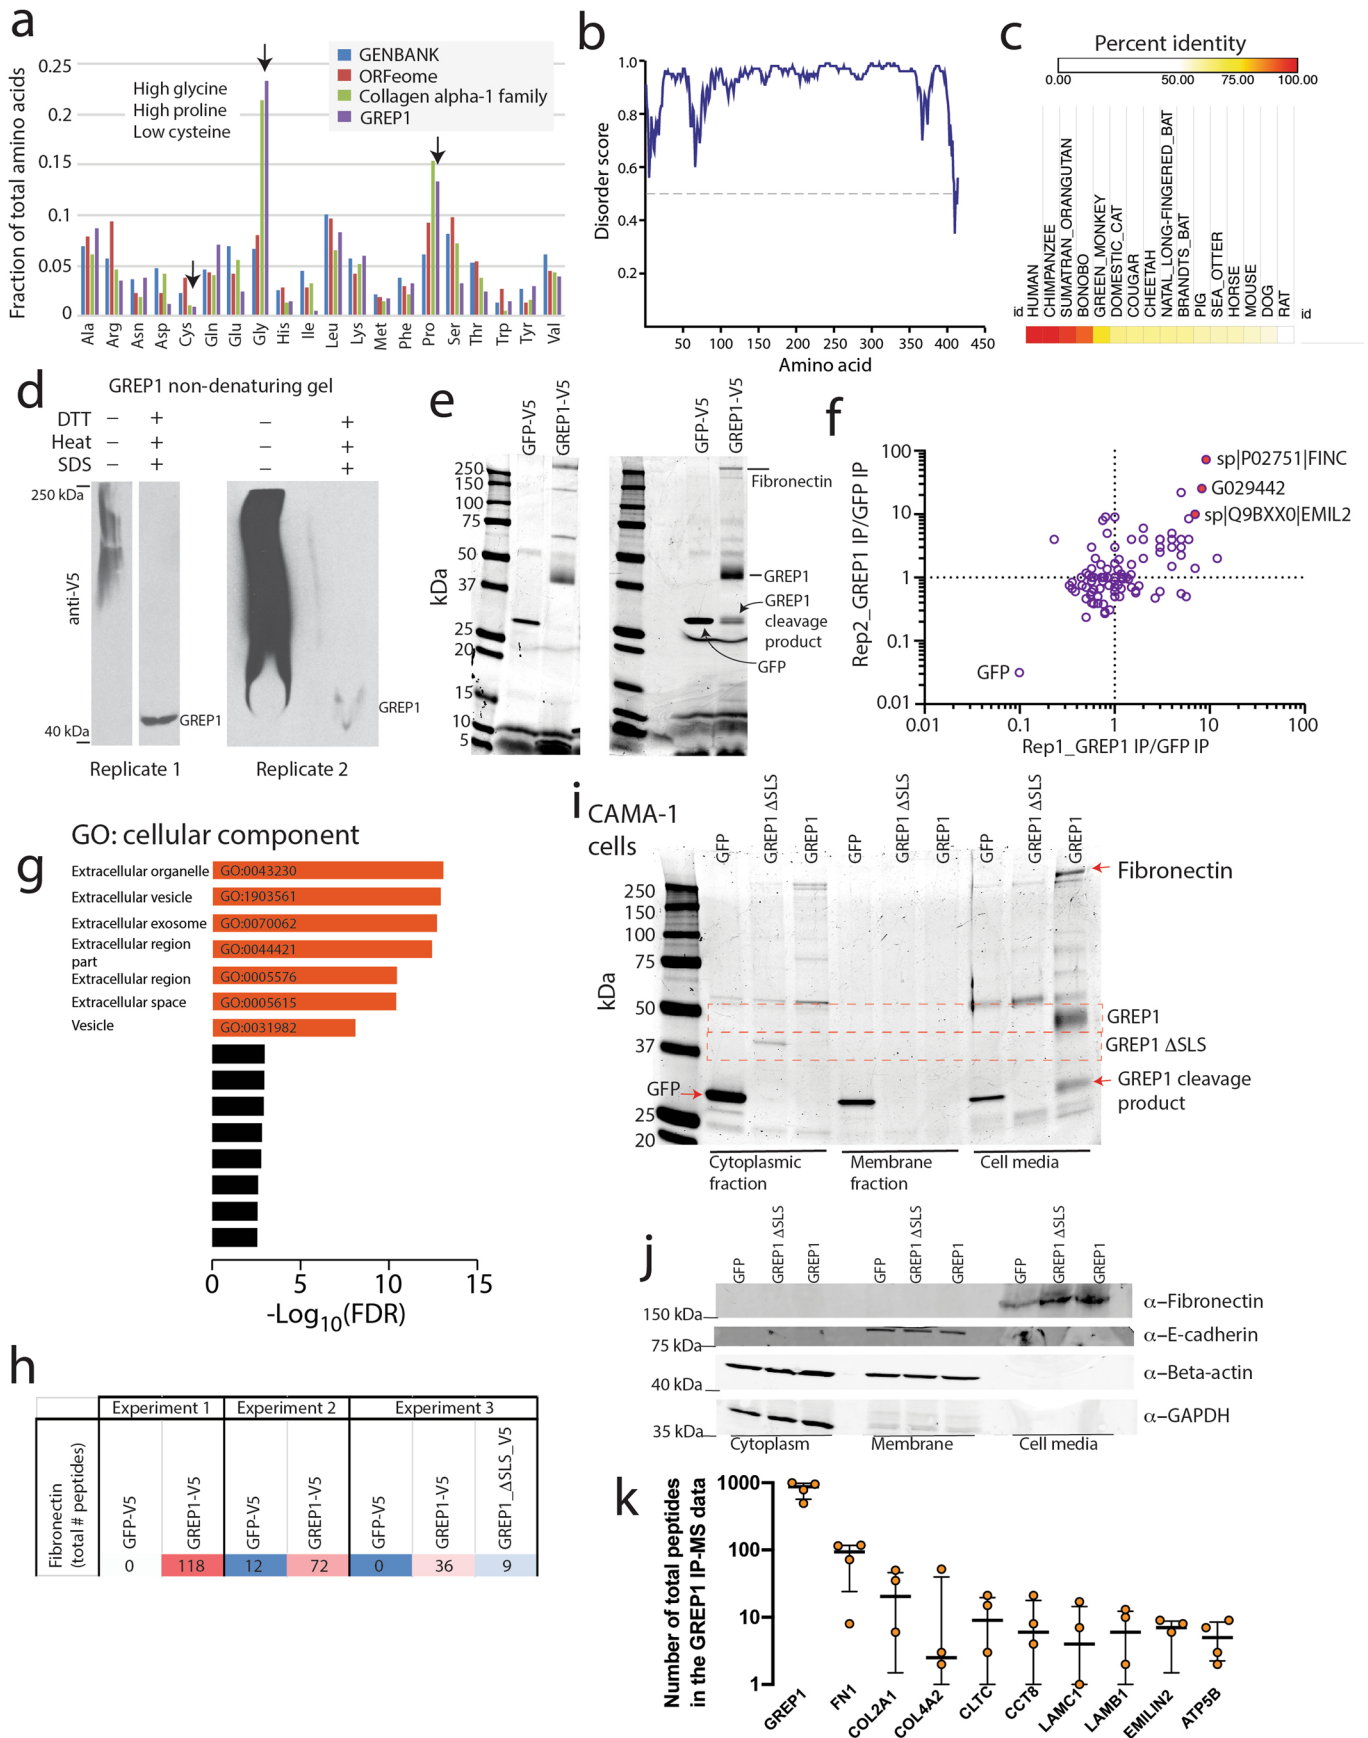 a
Fraction of total amino acids
0.25
0.2
0.15
0.1
0.05
0
High glycine
High proline
Low cysteine
GENBANK
ORFeome
Collagen alpha-1 family
GREP1
Ala
Arg
Asn
Asp
Cys
Gln
Glu
Gly
His
Ile
Leu
Lys
Met
Phe
Pro
Ser
Thr
Trp
Tyr
Val
b
Disorder score
1.0
0.8
0.6
0.4
0.2
50 100 150 200 250 300 350 400 450
Amino acid
c
Percent identity
0.00 50.00 100.00
HUMAN
CHIMPANZEE
SUMATRAN_ORANGUTAN
BONOBO
GREEN_MONKEY
DOMESTIC_CAT
COUGAR
CHEETAH
NATAL_LONG-FINGERED_BAT
BRANDTS_BAT
PIG
SEA_OTTER
HORSE
MOUSE
DOG
RAT
id id
d
GREP1 non-denaturing gel
DTT – + – +
Heat – + – +
SDS – + – +
250 kDa
anti-V5
40 kDa
GREP1
GREP1
Replicate 1
Replicate 2
e
GFP-V5
GREP1-V5
GFP-V5
GREP1-V5
kDa
250
150
100
75
50
37
25
20
15
10
5
Fibronectin
GREP1
GREP1
cleavage
product
GFP
f
Rep2_GREP1 IP/GFP IP
100
10
1
0.1
0.01
sp|P02751|FINC
G029442
sp|Q9BXX0|EMIL2
GFP
0.01 0.1 1 10 100
Rep1_GREP1 IP/GFP IP
g
GO: cellular component
Extracellular organelle GO:0043230
Extracellular vesicle GO:1903561
Extracellular exosome GO:0070062
Extracellular region
part GO:0044421
Extracellular region GO:0005576
Extracellular space GO:0005615
Vesicle GO:0031982
0 5 10 15
-Log10(FDR)
h
Experiment 1 Experiment 2 Experiment 3
Fibronectin
(total # peptides)
GFP-V5
GREP1-V5
GFP-V5
GREP1-V5
GFP-V5
GREP1-V5
GREP1_ΔSLS_V5
0 118 12 72 0 36 9
i
CAMA-1
cells
GFP
GREP1 ΔSLS
GREP1
GFP
GREP1 ΔSLS
GREP1
GFP
GREP1 ΔSLS
GREP1
kDa
250
150
100
75
50
37
25
20
GFP
Fibronectin
GREP1
GREP1 ΔSLS
GREP1 cleavage
product
Cytoplasmic
fraction
Membrane
fraction
Cell media
j
GFP
GREP1 ΔSLS
GREP1
GFP
GREP1 ΔSLS
GREP1
GFP
GREP1 ΔSLS
GREP1
150 kDa
75 kDa
40 kDa
35 kDa
α–Fibronectin
α–E-cadherin
α–Beta-actin
α–GAPDH
Cytoplasm
Membrane
Cell media
k
Number of total peptides
in the GREP1 IP-MS data
1000
100
10
1
GREP1
FN1
COL2A1
COL4A2
CLTC
CCT8
LAMC1
LAMB1
EMILIN2
ATP5B